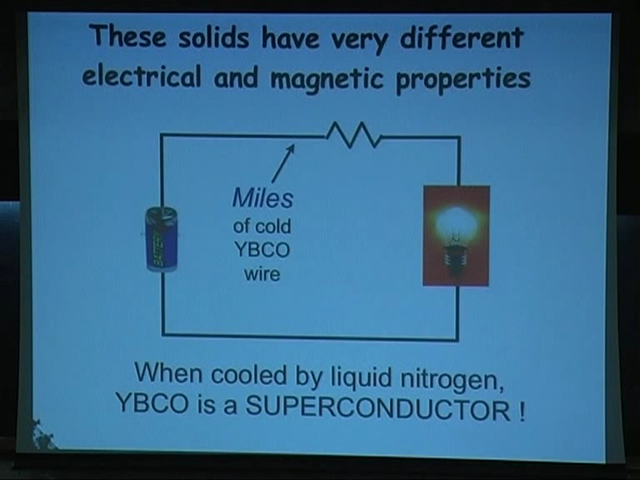 These solids have very different
electrical and magnetic properties
Miles
of cold
YBCO
wire
BATTERY
When cooled by liquid nitrogen,
YBCO is a SUPERCONDUCTOR !